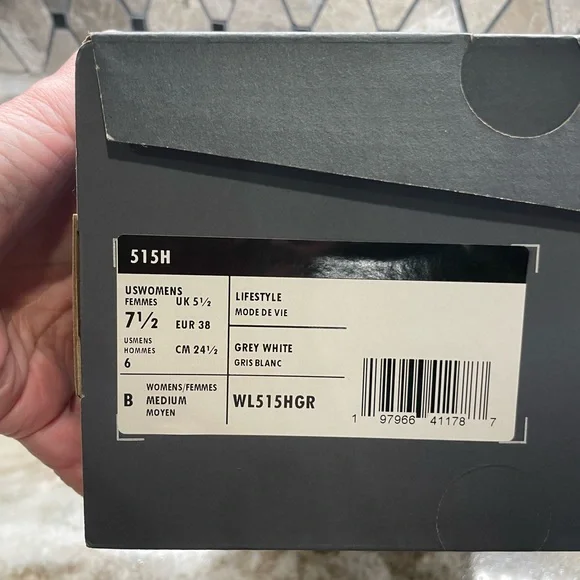 515H
USWOMENS
FEMMES
7½
UK 5½
EUR 38
USMENS
HOMMES
6
CM 24½
LIFESTYLE
MODE DE VIE
GREY WHITE
GRIS BLANC
B
WOMENS/FEMMES
MEDIUM
MOYEN
WL515HGR
1 97966 41178 7